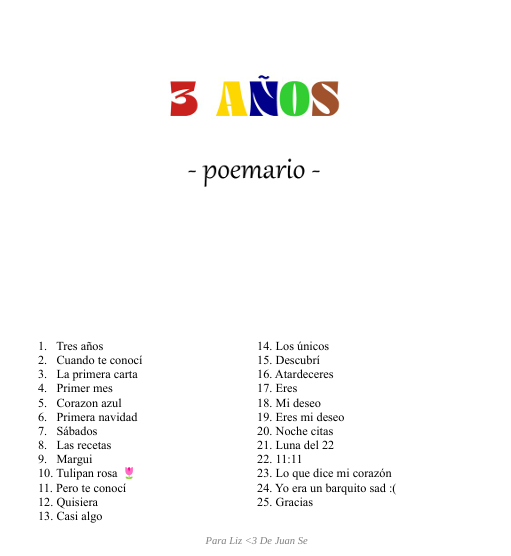 3 AÑOS
- poemario -
1. Tres años
2. Cuando te conocí
3. La primera carta
4. Primer mes
5. Corazon azul
6. Primera navidad
7. Sábados
8. Las recetas
9. Margui
10. Tulipan rosa 🌷
11. Pero te conocí
12. Quisiera
13. Casi algo
14. Los únicos
15. Descubrí
16. Atardeceres
17. Eres
18. Mi deseo
19. Eres mi deseo
20. Noche citas
21. Luna del 22
22. 11:11
23. Lo que dice mi corazón
24. Yo era un barquito sad :(
25. Gracias
Para Liz <3 De Juan Se